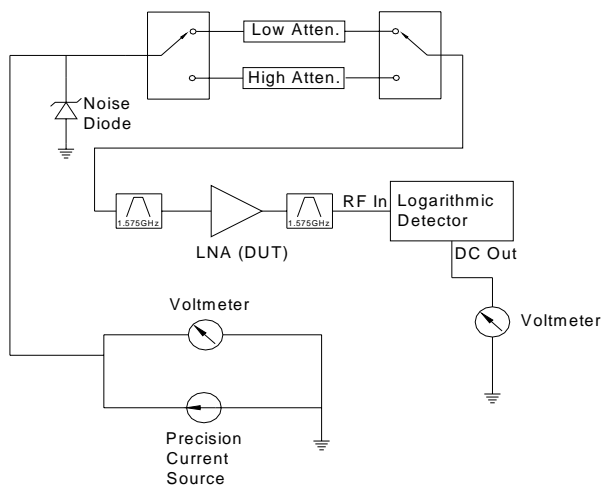 Low Atten.
High Atten.
Noise
Diode
1.575GHz
LNA (DUT)
1.575GHz
RF In
Logarithmic
Detector
DC Out
Voltmeter
Voltmeter
Precision
Current
Source